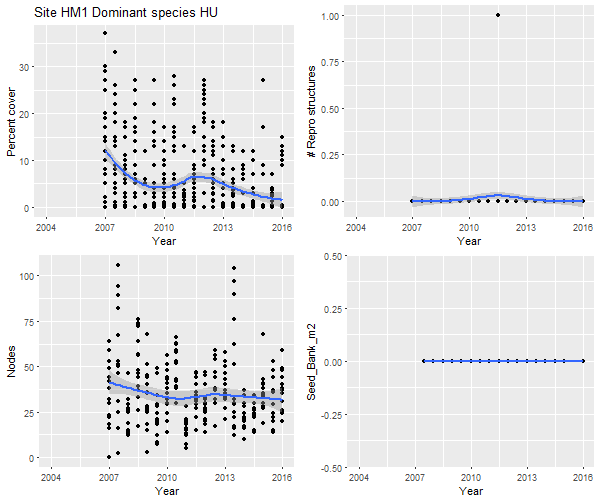 Site HM1 Dominant species HU
Percent cover
30
20
10
0
2004 2007 2010 2013 2016
Year
# Repro structures
1.00
0.75
0.50
0.25
0.00
2004 2007 2010 2013 2016
Year
Nodes
100
75
50
25
0
2004 2007 2010 2013 2016
Year
Seed_Bank_m2
0.50
0.25
0.00
-0.25
-0.50
2004 2007 2010 2013 2016
Year